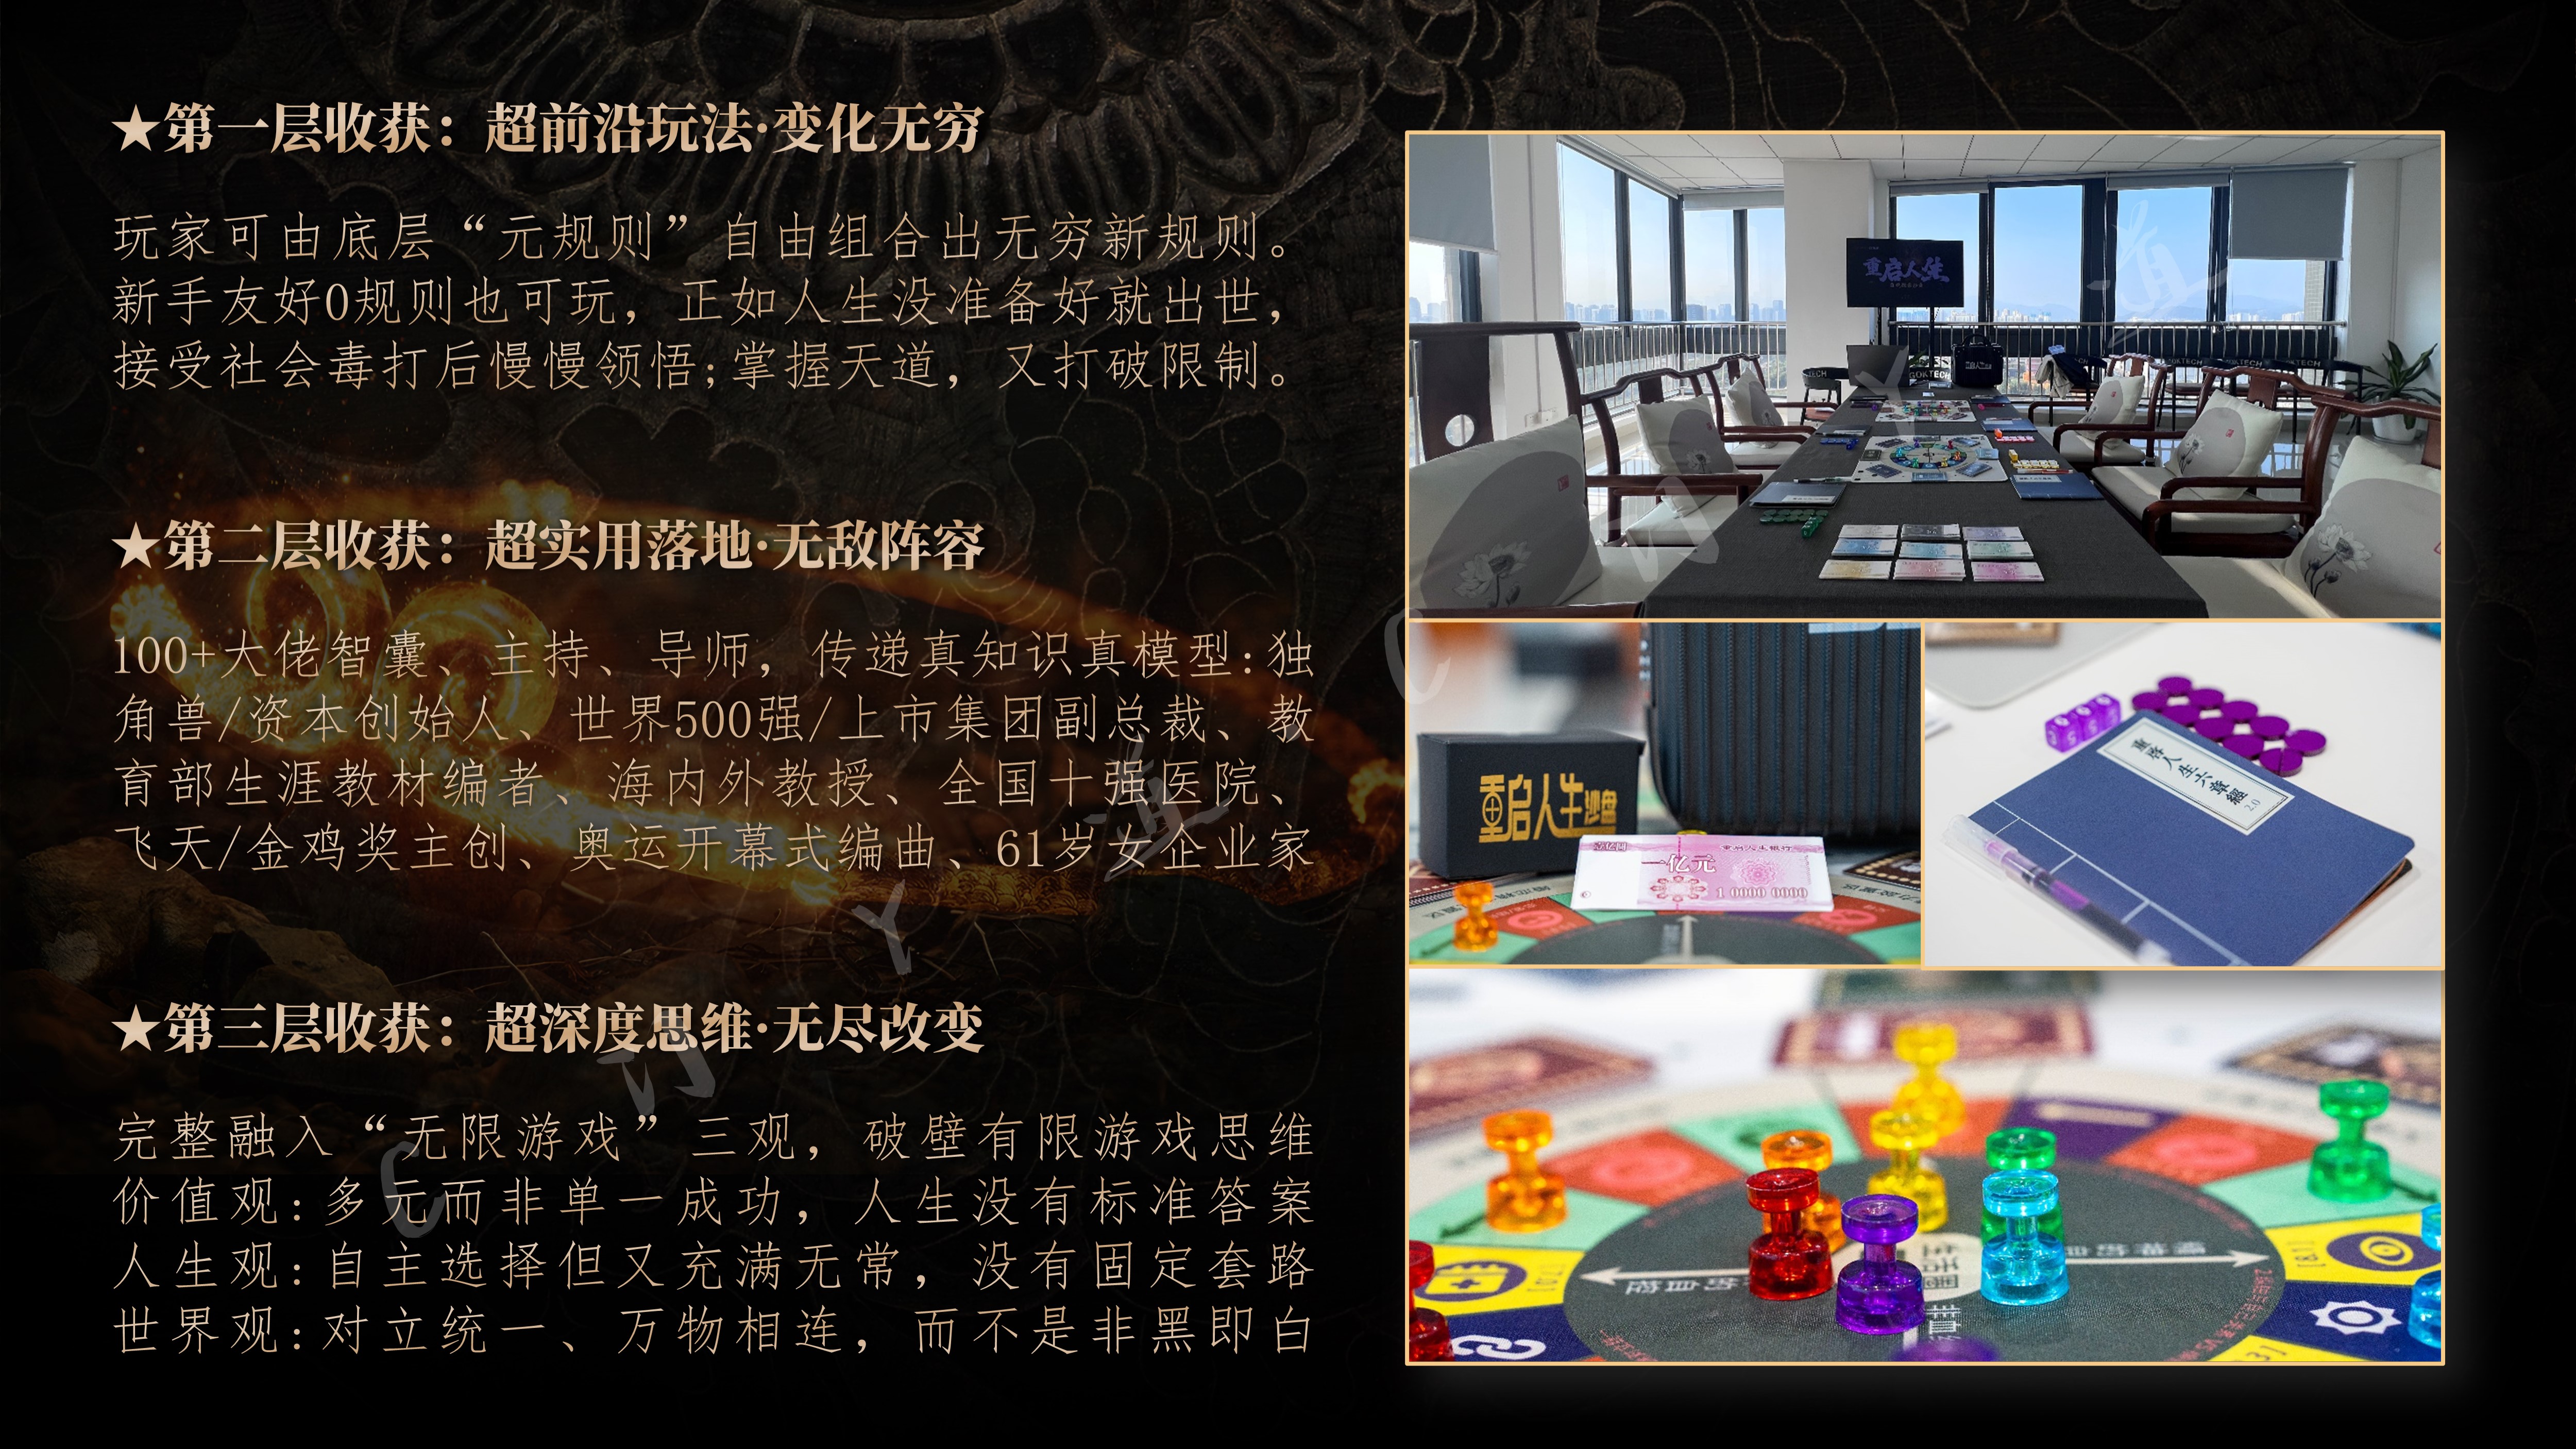 ★第一层收获：超前沿玩法·变化无穷
玩家可由底层“元规则”自由组合出无穷新规则。
新手友好0规则也可玩，正如人生没准备好就出世，
接受社会毒打后慢慢领悟;掌握天道，又打破限制。
★第二层收获：超实用落地·无敌阵容
100+大佬智囊、主持、导师，传递真知识真模型:独
角兽/资本创始人、世界500强/上市集团副总裁、教
育部生涯教材编者、海内外教授、全国十强医院、
飞天/金鸡奖主创、奥运开幕式编曲、61岁女企业家
★第三层收获：超深度思维·无尽改变
完整融入“无限游戏”三观，破壁有限游戏思维
价值观:多元而非单一成功，人生没有标准答案
人生观:自主选择但又充满无常，没有固定套路
世界观:对立统一、万物相连，而不是非黑即白
重启人生
GOKTECH
重启人生沙盘
一亿元
1 0000 0000
重启人生六章經
2.0